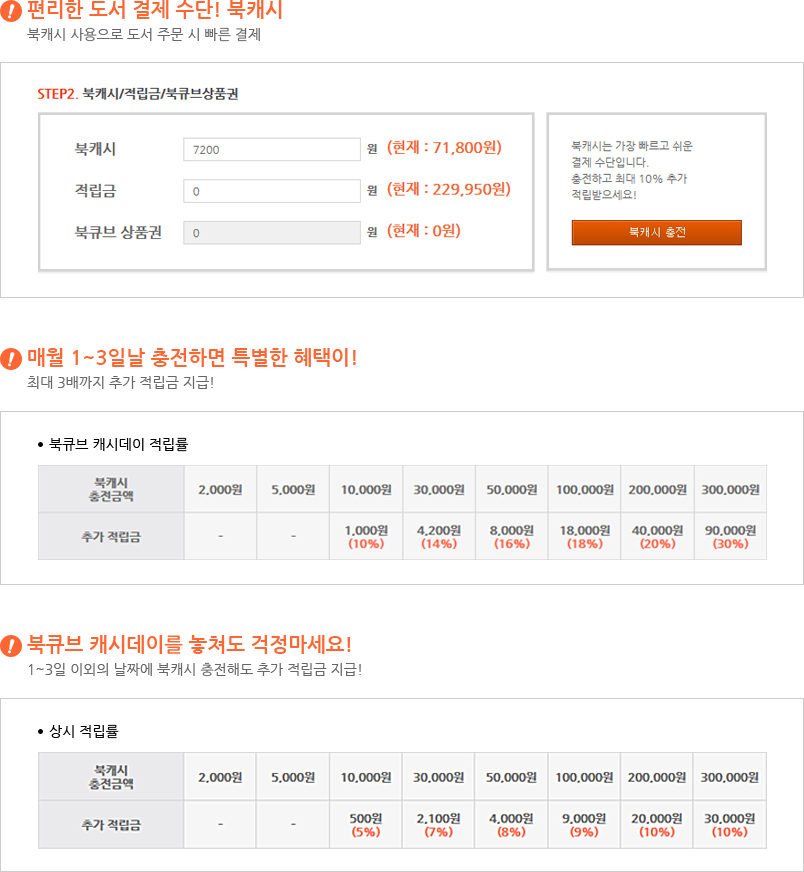 편리한 도서 결제 수단! 북캐시
북캐시 사용으로 도서 주문 시 빠른 결제
STEP2. 북캐시/적립금/북큐브상품권
북캐시 7200 원 (현재 : 71,800원)
적립금 0 원 (현재 : 229,950원)
북큐브 상품권 0 원 (현재 : 0원)
북캐시는 가장 빠르고 쉬운
결제 수단입니다.
충전하고 최대 10% 추가
적립받으세요!
북캐시 충전
매월 1~3일날 충전하면 특별한 혜택이!
최대 3배까지 추가 적립금 지급!
• 북큐브 캐시데이 적립률
북캐시
충전금액 2,000원 5,000원 10,000원 30,000원 50,000원 100,000원 200,000원 300,000원
추가 적립금 - - 1,000원 4,200원 8,000원 18,000원 40,000원 90,000원
(10%) (14%) (16%) (18%) (20%) (30%)
북큐브 캐시데이를 놓쳐도 걱정마세요!
1~3일 이외의 날짜에 북캐시 충전해도 추가 적립금 지급!
• 상시 적립률
북캐시
충전금액 2,000원 5,000원 10,000원 30,000원 50,000원 100,000원 200,000원 300,000원
추가 적립금 - - 500원 2,100원 4,000원 9,000원 20,000원 30,000원
(5%) (7%) (8%) (9%) (10%) (10%)